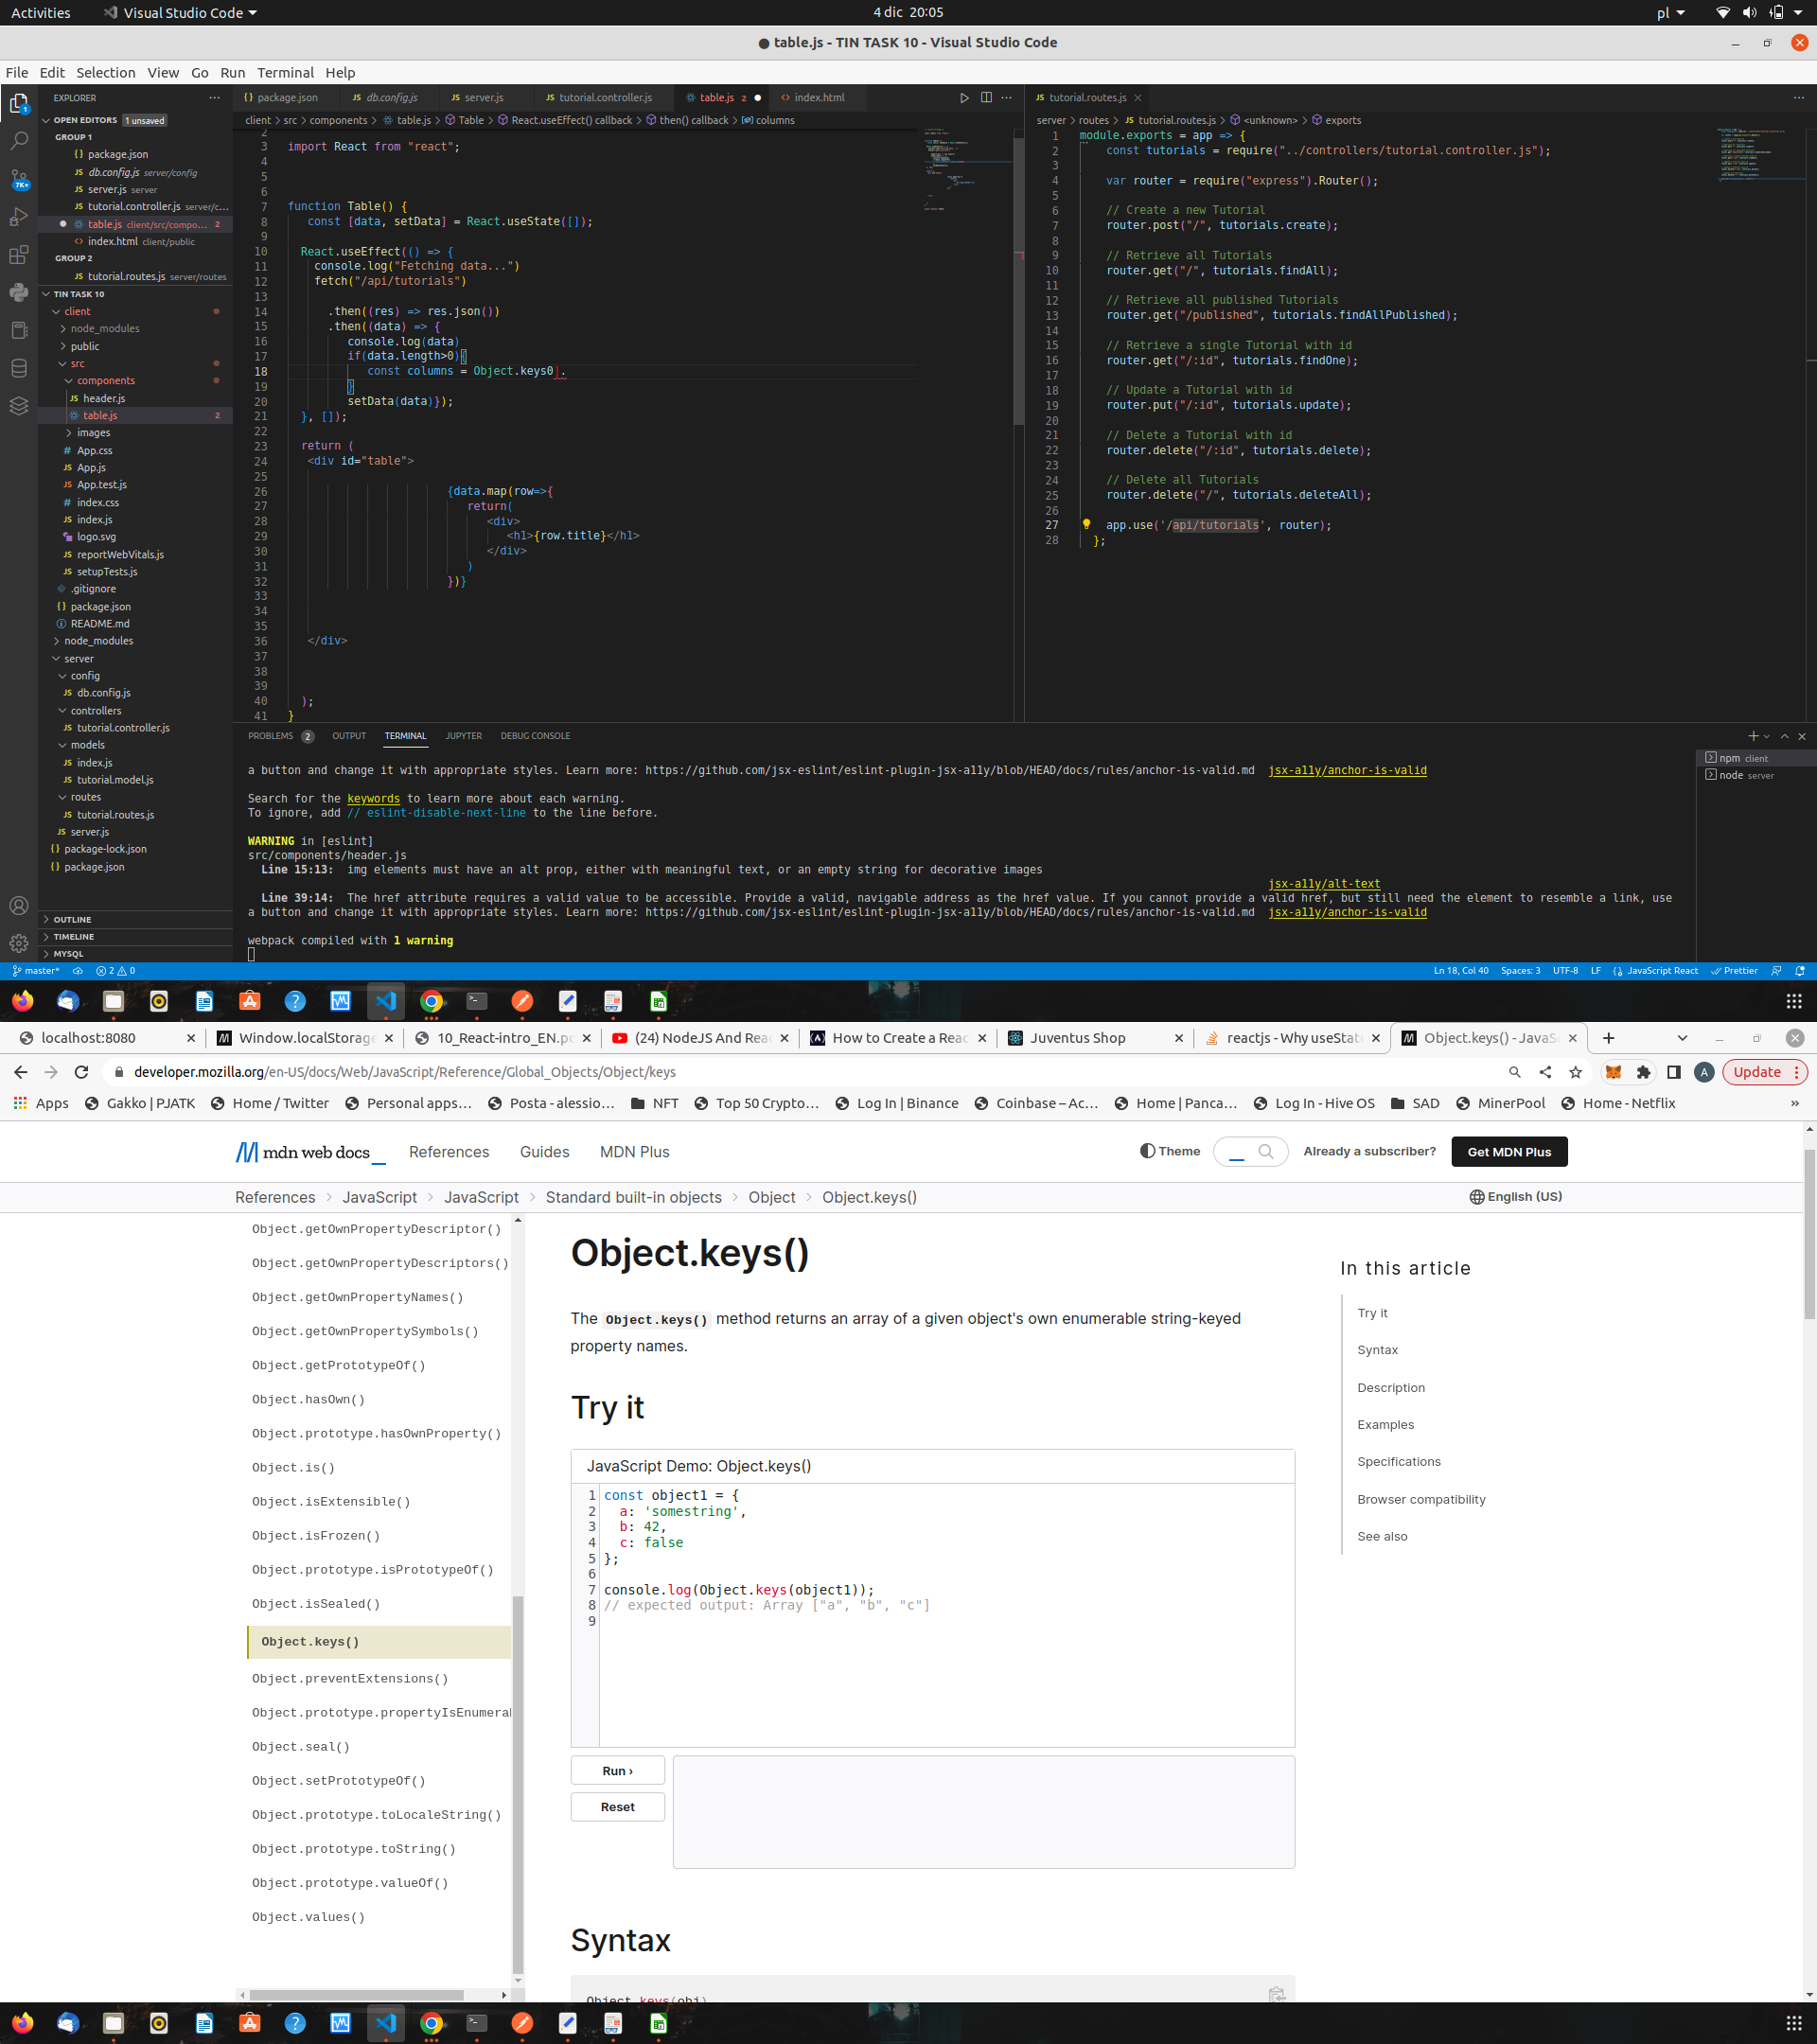 Activities
Visual Studio Code
4 dic 20:05
pl
● table.js - TIN TASK 10 - Visual Studio Code
File Edit Selection View Go Run Terminal Help
EXPLORER
OPEN EDITORS 1 unsaved
GROUP 1
package.json
db.config.js server/config
server.js server
tutorial.controller.js server/c...
table.js client/src/compo... 2
index.html client/public
GROUP 2
tutorial.routes.js server/routes
TIN TASK 10
client
node_modules
public
src
components
header.js
table.js 2
images
App.css
App.js
App.test.js
index.css
index.js
logo.svg
reportWebVitals.js
setupTests.js
.gitignore
package.json
README.md
node_modules
server
config
db.config.js
controllers
tutorial.controller.js
models
index.js
tutorial.model.js
routes
tutorial.routes.js
server.js
package-lock.json
package.json
OUTLINE
TIMELINE
MYSQL
package.json db.config.js server.js tutorial.controller.js table.js 2 index.html
client > src > components > table.js > Table > React.useEffect() callback > then() callback > columns
2
3 import React from "react";
4
5
6
7 function Table() {
8 const [data, setData] = React.useState([]);
9
10 React.useEffect(() => {
11 console.log("Fetching data...")
12 fetch("/api/tutorials")
13
14 .then((res) => res.json())
15 .then((data) => {
16 console.log(data)
17 if(data.length>0){
18 const columns = Object.keys0].
19 }
20 setData(data)});
21 }, []);
22
23 return (
24 <div id="table">
25
26 {data.map(row=>{
27 return(
28 <div>
29 <h1>{row.title}</h1>
30 </div>
31 )
32 })}
33
34
35
36 </div>
37
38
39
40 );
41 }
tutorial.routes.js
server > routes > tutorial.routes.js > <unknown> > exports
1 module.exports = app => {
2 const tutorials = require("../controllers/tutorial.controller.js");
3
4 var router = require("express").Router();
5
6 // Create a new Tutorial
7 router.post("/", tutorials.create);
8
9 // Retrieve all Tutorials
10 router.get("/", tutorials.findAll);
11
12 // Retrieve all published Tutorials
13 router.get("/published", tutorials.findAllPublished);
14
15 // Retrieve a single Tutorial with id
16 router.get("/:id", tutorials.findOne);
17
18 // Update a Tutorial with id
19 router.put("/:id", tutorials.update);
20
21 // Delete a Tutorial with id
22 router.delete("/:id", tutorials.delete);
23
24 // Delete all Tutorials
25 router.delete("/", tutorials.deleteAll);
26
27 app.use('/api/tutorials', router);
28 };
PROBLEMS 2 OUTPUT TERMINAL JUPYTER DEBUG CONSOLE
a button and change it with appropriate styles. Learn more: https://github.com/jsx-eslint/eslint-plugin-jsx-a11y/blob/HEAD/docs/rules/anchor-is-valid.md jsx-a11y/anchor-is-valid
Search for the keywords to learn more about each warning.
To ignore, add // eslint-disable-next-line to the line before.
WARNING in [eslint]
src/components/header.js
Line 15:13: img elements must have an alt prop, either with meaningful text, or an empty string for decorative images
jsx-a11y/alt-text
Line 39:14: The href attribute requires a valid value to be accessible. Provide a valid, navigable address as the href value. If you cannot provide a valid href, but still need the element to resemble a link, use
a button and change it with appropriate styles. Learn more: https://github.com/jsx-eslint/eslint-plugin-jsx-a11y/blob/HEAD/docs/rules/anchor-is-valid.md jsx-a11y/anchor-is-valid
webpack compiled with 1 warning
npm client
node server
master* 2 0 Ln 18, Col 40 Spaces: 3 UTF-8 LF JavaScript React Prettier
localhost:8080 Window.localStorage 10_React-intro_EN.pd (24) NodeJS And Rea How to Create a Reac Juventus Shop reactjs - Why useStat Object.keys() - JavaS
developer.mozilla.org/en-US/docs/Web/JavaScript/Reference/Global_Objects/Object/keys
A Update
Apps Gakko | PJATK Home / Twitter Personal apps... Posta - alessio... NFT Top 50 Crypto... Log In | Binance Coinbase – Ac... Home | Panca... Log In - Hive OS SAD MinerPool Home - Netflix »
mdn web docs References Guides MDN Plus Theme Already a subscriber? Get MDN Plus
References > JavaScript > JavaScript > Standard built-in objects > Object > Object.keys() English (US)
Object.getOwnPropertyDescriptor()
Object.getOwnPropertyDescriptors()
Object.getOwnPropertyNames()
Object.getOwnPropertySymbols()
Object.getPrototypeOf()
Object.hasOwn()
Object.prototype.hasOwnProperty()
Object.is()
Object.isExtensible()
Object.isFrozen()
Object.prototype.isPrototypeOf()
Object.isSealed()
Object.keys()
Object.preventExtensions()
Object.prototype.propertyIsEnumeral
Object.seal()
Object.setPrototypeOf()
Object.prototype.toLocaleString()
Object.prototype.toString()
Object.prototype.valueOf()
Object.values()
Object.keys()
The Object.keys() method returns an array of a given object's own enumerable string-keyed
property names.
Try it
JavaScript Demo: Object.keys()
1 const object1 = {
2 a: 'somestring',
3 b: 42,
4 c: false
5 };
6
7 console.log(Object.keys(object1));
8 // expected output: Array ["a", "b", "c"]
9
Run ›
Reset
Syntax
Object.keys(obj)
In this article
Try it
Syntax
Description
Examples
Specifications
Browser compatibility
See also